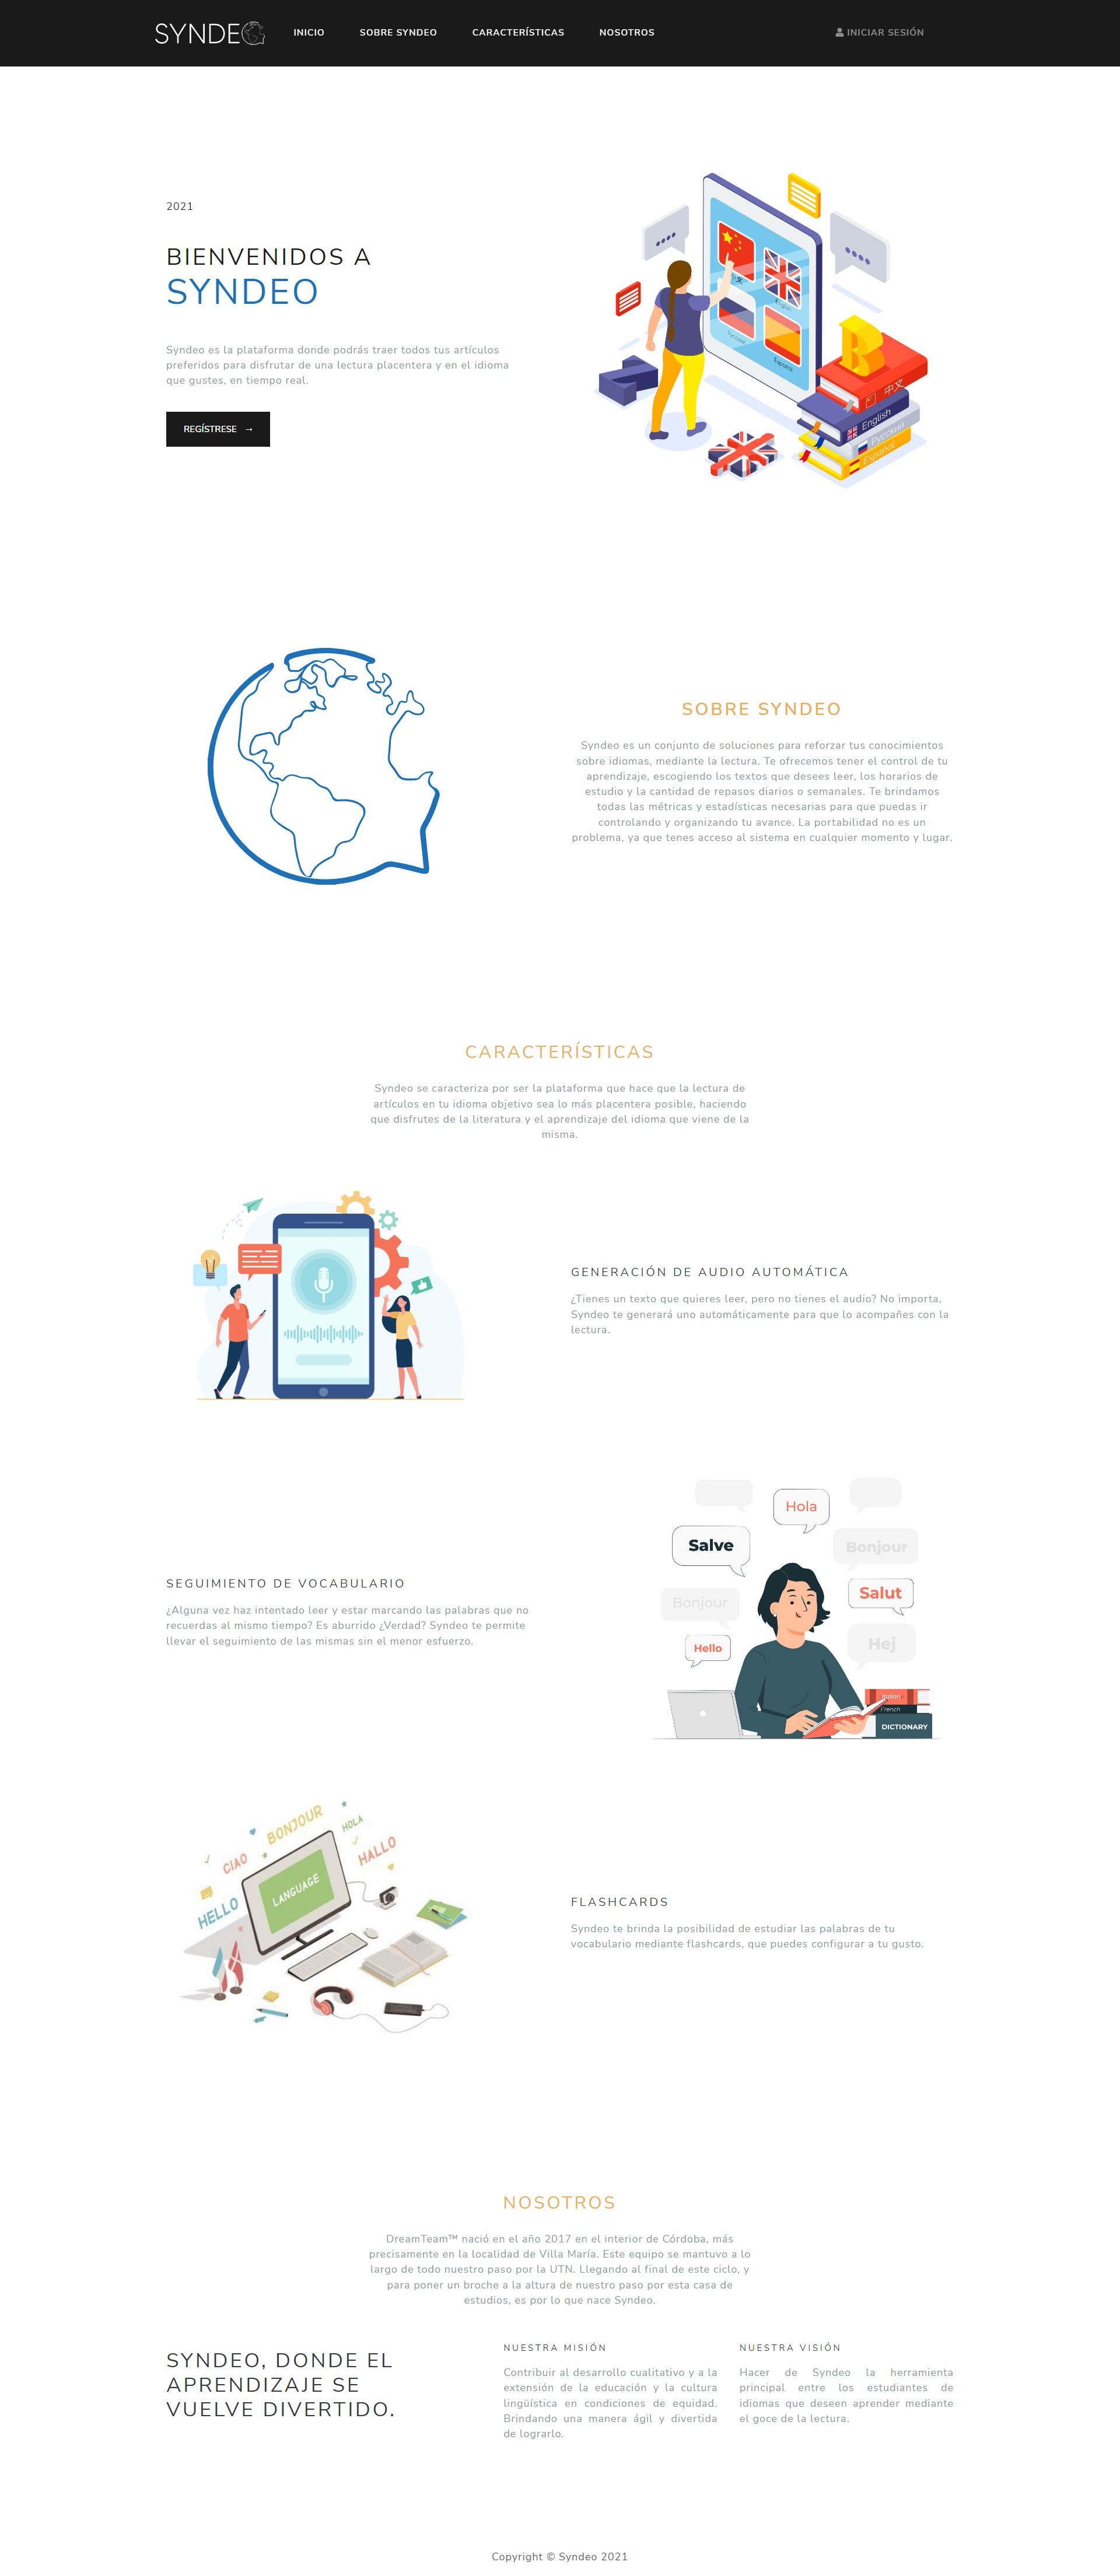 SYNDEO
INICIO
SOBRE SYNDEO
CARACTERÍSTICAS
NOSOTROS
INICIAR SESIÓN
2021
BIENVENIDOS A
SYNDEO
Syndeo es la plataforma donde podrás traer todos tus artículos
preferidos para disfrutar de una lectura placentera y en el idioma
que gustes, en tiempo real.
REGÍSTRESE →
中文
English
Русский
Español
SOBRE SYNDEO
Syndeo es un conjunto de soluciones para reforzar tus conocimientos
sobre idiomas, mediante la lectura. Te ofrecemos tener el control de tu
aprendizaje, escogiendo los textos que desees leer, los horarios de
estudio y la cantidad de repasos diarios o semanales. Te brindamos
todas las métricas y estadísticas necesarias para que puedas ir
controlando y organizando tu avance. La portabilidad no es un
problema, ya que tenes acceso al sistema en cualquier momento y lugar.
CARACTERÍSTICAS
Syndeo se caracteriza por ser la plataforma que hace que la lectura de
artículos en tu idioma objetivo sea lo más placentera posible, haciendo
que disfrutes de la literatura y el aprendizaje del idioma que viene de la
misma.
GENERACIÓN DE AUDIO AUTOMÁTICA
¿Tienes un texto que quieres leer, pero no tienes el audio? No importa,
Syndeo te generará uno automáticamente para que lo acompañes con la
lectura.
SEGUIMIENTO DE VOCABULARIO
¿Alguna vez haz intentado leer y estar marcando las palabras que no
recuerdas al mismo tiempo? Es aburrido ¿Verdad? Syndeo te permite
llevar el seguimiento de las mismas sin el menor esfuerzo.
Hola
Salve
Bonjour
Salut
Bonjour
Hej
Hello
Italian
French
DICTIONARY
BONJOUR
HOLA
CIAO
HALLO
LANGUAGE
HELLO
FLASHCARDS
Syndeo te brinda la posibilidad de estudiar las palabras de tu
vocabulario mediante flashcards, que puedes configurar a tu gusto.
NOSOTROS
DreamTeam™ nació en el año 2017 en el interior de Córdoba, más
precisamente en la localidad de Villa María. Este equipo se mantuvo a lo
largo de todo nuestro paso por la UTN. Llegando al final de este ciclo, y
para poner un broche a la altura de nuestro paso por esta casa de
estudios, es por lo que nace Syndeo.
SYNDEO, DONDE EL
APRENDIZAJE SE
VUELVE DIVERTIDO.
NUESTRA MISIÓN
Contribuir al desarrollo cualitativo y a la
extensión de la educación y la cultura
lingüística en condiciones de equidad.
Brindando una manera ágil y divertida
de lograrlo.
NUESTRA VISIÓN
Hacer de Syndeo la herramienta
principal entre los estudiantes de
idiomas que deseen aprender mediante
el goce de la lectura.
Copyright © Syndeo 2021